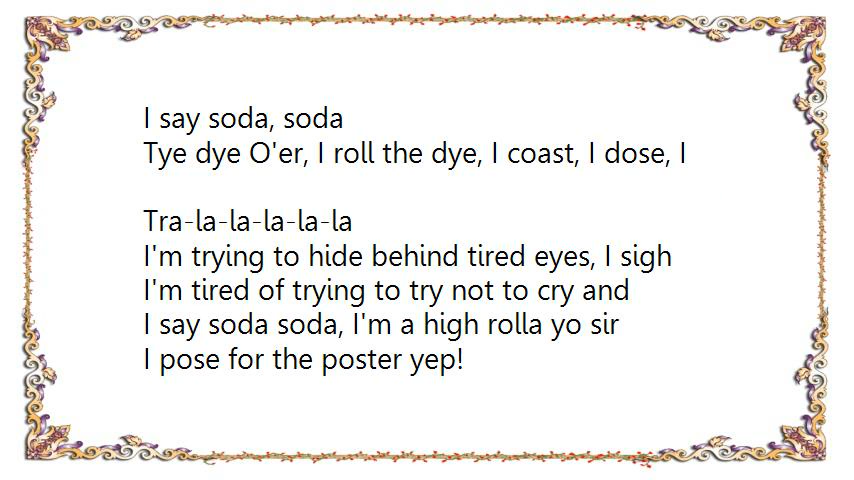 I say soda, soda
Tye dye O'er, I roll the dye, I coast, I dose, I
Tra-la-la-la-la-la
I'm trying to hide behind tired eyes, I sigh
I'm tired of trying to try not to cry and
I say soda soda, I'm a high rolla yo sir
I pose for the poster yep!